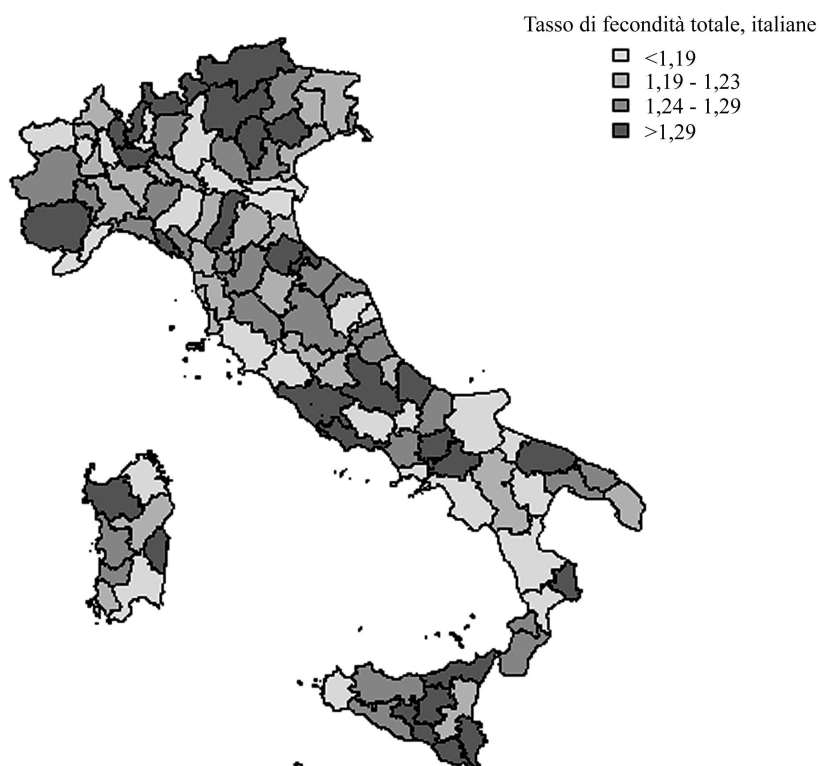 Tasso di fecondità totale, italiane
<1,19
1,19 - 1,23
1,24 - 1,29
>1,29